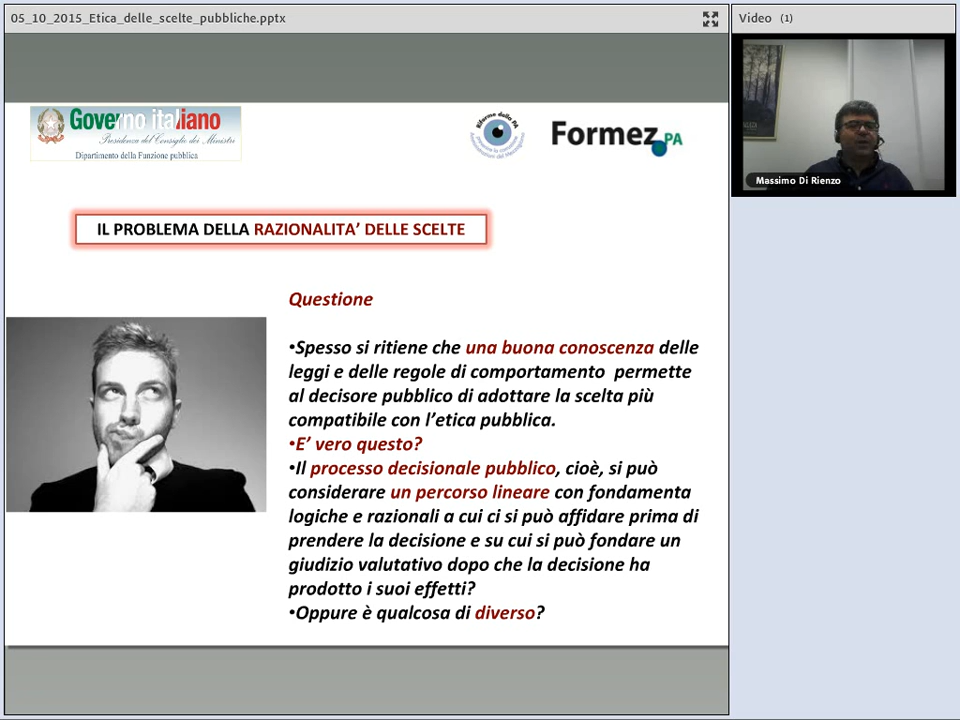 05_10_2015_Etica_delle_scelte_pubbliche.pptx
Video (1)
Governo italiano
Presidenza del Consiglio dei Ministri
Dipartimento della Funzione pubblica
Formez PA
Massimo Di Rienzo
IL PROBLEMA DELLA RAZIONALITA’ DELLE SCELTE
Questione
•Spesso si ritiene che una buona conoscenza delle
leggi e delle regole di comportamento permette
al decisore pubblico di adottare la scelta più
compatibile con l’etica pubblica.
•E’ vero questo?
•Il processo decisionale pubblico, cioè, si può
considerare un percorso lineare con fondamenta
logiche e razionali a cui ci si può affidare prima di
prendere la decisione e su cui si può fondare un
giudizio valutativo dopo che la decisione ha
prodotto i suoi effetti?
•Oppure è qualcosa di diverso?